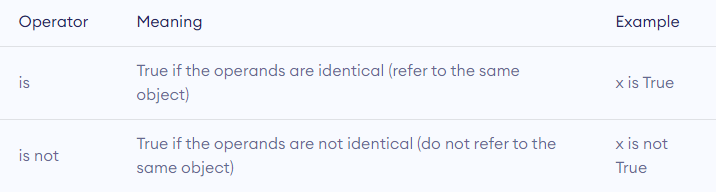 Operator Meaning Example
is True if the operands are identical (refer to the same
object) x is True
is not True if the operands are not identical (do not refer to the
same object) x is not
True